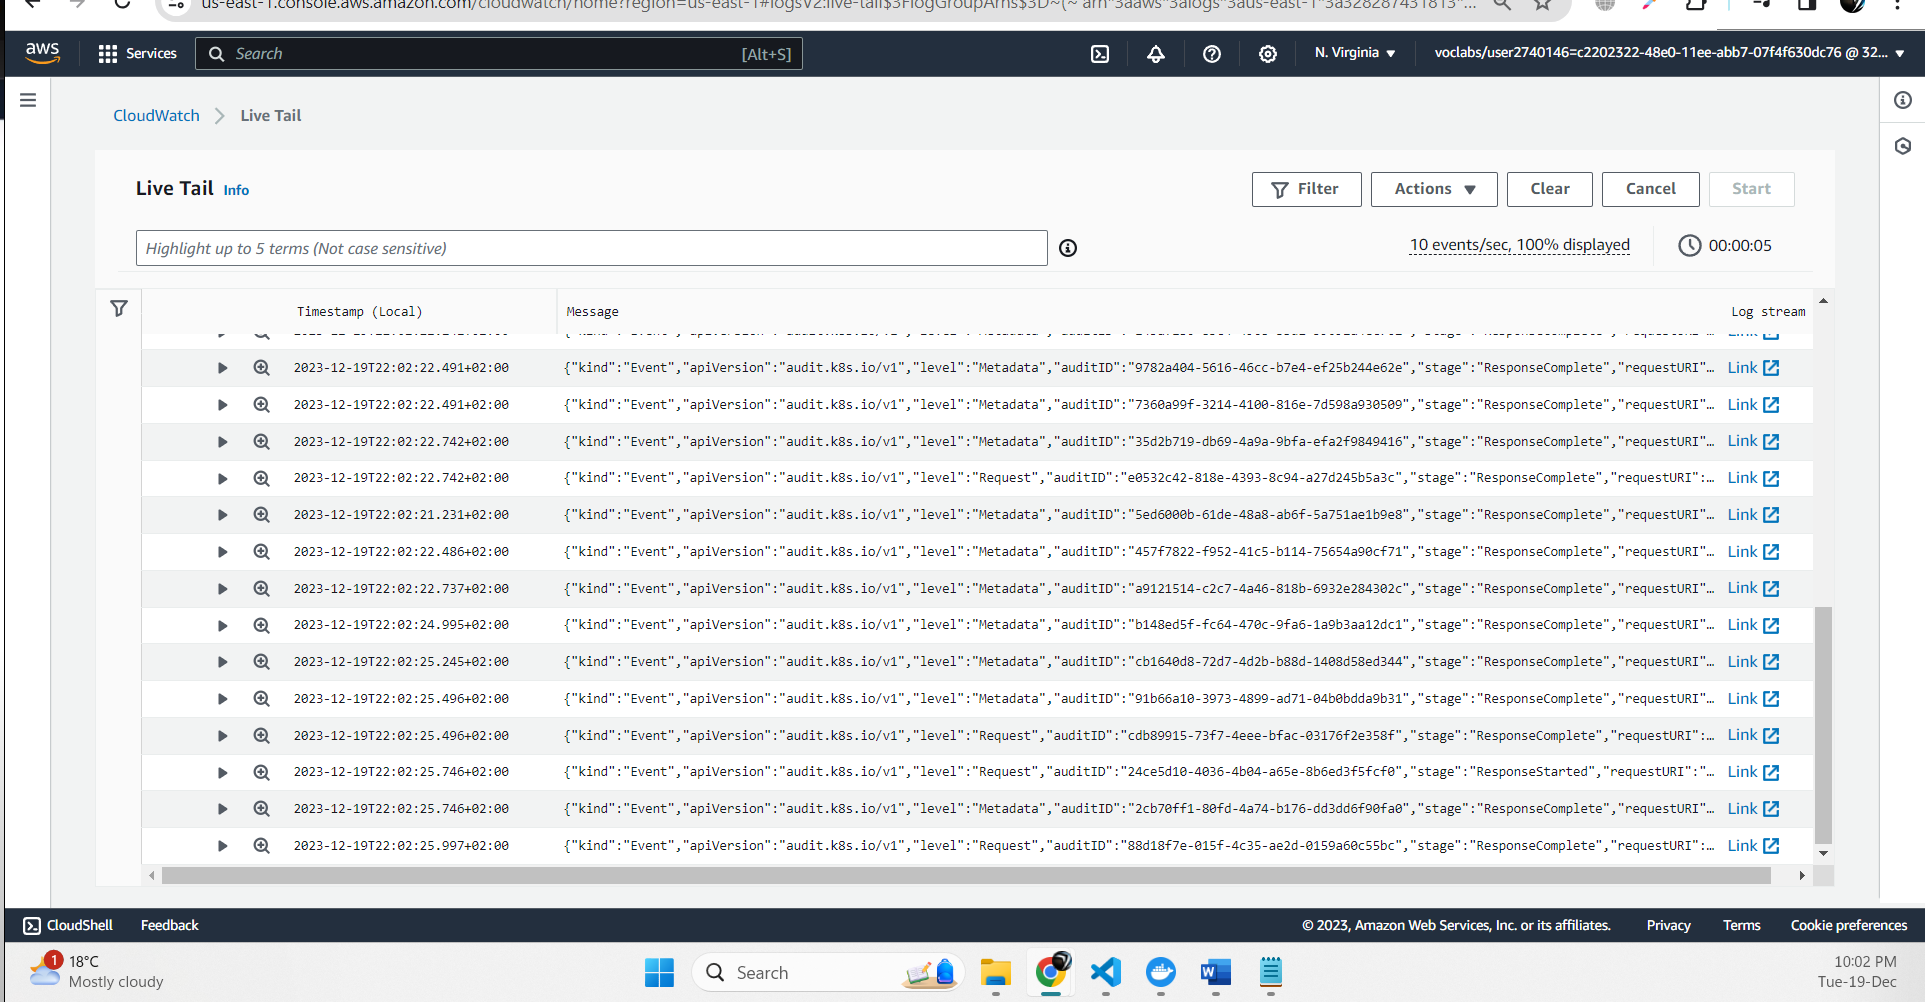 us-east-1.console.aws.amazon.com/cloudwatch/home?region=us-east-1#logsV2:live-tail$3FlogGroupArns$3D~(~'arn*3aaws*3alogs*3aus-east-1*3a328287431813*...
aws Services Search [Alt+S] N. Virginia voclabs/user2740146=c2202322-48e0-11ee-abb7-07f4f630dc76 @ 32...
CloudWatch Live Tail
Live Tail Info Filter Actions Clear Cancel Start
Highlight up to 5 terms (Not case sensitive) 10 events/sec, 100% displayed 00:00:05
Timestamp (Local) Message Log stream
2023-12-19T22:02:22.491+02:00 {"kind":"Event","apiVersion":"audit.k8s.io/v1","level":"Metadata","auditID":"9782a404-5616-46cc-b7e4-ef25b244e62e","stage":"ResponseComplete","requestURI"… Link
2023-12-19T22:02:22.491+02:00 {"kind":"Event","apiVersion":"audit.k8s.io/v1","level":"Metadata","auditID":"7360a99f-3214-4100-816e-7d598a930509","stage":"ResponseComplete","requestURI"… Link
2023-12-19T22:02:22.742+02:00 {"kind":"Event","apiVersion":"audit.k8s.io/v1","level":"Metadata","auditID":"35d2b719-db69-4a9a-9bfa-efa2f9849416","stage":"ResponseComplete","requestURI"… Link
2023-12-19T22:02:22.742+02:00 {"kind":"Event","apiVersion":"audit.k8s.io/v1","level":"Request","auditID":"e0532c42-818e-4393-8c94-a27d245b5a3c","stage":"ResponseComplete","requestURI":… Link
2023-12-19T22:02:21.231+02:00 {"kind":"Event","apiVersion":"audit.k8s.io/v1","level":"Metadata","auditID":"5ed6000b-61de-48a8-ab6f-5a751ae1b9e8","stage":"ResponseComplete","requestURI"… Link
2023-12-19T22:02:22.486+02:00 {"kind":"Event","apiVersion":"audit.k8s.io/v1","level":"Metadata","auditID":"457f7822-f952-41c5-b114-75654a90cf71","stage":"ResponseComplete","requestURI"… Link
2023-12-19T22:02:22.737+02:00 {"kind":"Event","apiVersion":"audit.k8s.io/v1","level":"Metadata","auditID":"a9121514-c2c7-4a46-818b-6932e284302c","stage":"ResponseComplete","requestURI"… Link
2023-12-19T22:02:24.995+02:00 {"kind":"Event","apiVersion":"audit.k8s.io/v1","level":"Metadata","auditID":"b148ed5f-fc64-470c-9fa6-1a9b3aa12dc1","stage":"ResponseComplete","requestURI"… Link
2023-12-19T22:02:25.245+02:00 {"kind":"Event","apiVersion":"audit.k8s.io/v1","level":"Metadata","auditID":"cb1640d8-72d7-4d2b-b88d-1408d58ed344","stage":"ResponseComplete","requestURI"… Link
2023-12-19T22:02:25.496+02:00 {"kind":"Event","apiVersion":"audit.k8s.io/v1","level":"Metadata","auditID":"91b66a10-3973-4899-ad71-04b0bdda9b31","stage":"ResponseComplete","requestURI"… Link
2023-12-19T22:02:25.496+02:00 {"kind":"Event","apiVersion":"audit.k8s.io/v1","level":"Request","auditID":"cdb89915-73f7-4eee-bfac-03176f2e358f","stage":"ResponseComplete","requestURI":… Link
2023-12-19T22:02:25.746+02:00 {"kind":"Event","apiVersion":"audit.k8s.io/v1","level":"Request","auditID":"24ce5d10-4036-4b04-a65e-8b6ed3f5fcf0","stage":"ResponseStarted","requestURI":"… Link
2023-12-19T22:02:25.746+02:00 {"kind":"Event","apiVersion":"audit.k8s.io/v1","level":"Metadata","auditID":"2cb70ff1-80fd-4a74-b176-dd3dd6f90fa0","stage":"ResponseComplete","requestURI"… Link
2023-12-19T22:02:25.997+02:00 {"kind":"Event","apiVersion":"audit.k8s.io/v1","level":"Request","auditID":"88d18f7e-015f-4c35-ae2d-0159a60c55bc","stage":"ResponseComplete","requestURI":… Link
CloudShell Feedback © 2023, Amazon Web Services, Inc. or its affiliates. Privacy Terms Cookie preferences
1 18°C Search 10:02 PM
Mostly cloudy Tue-19-Dec